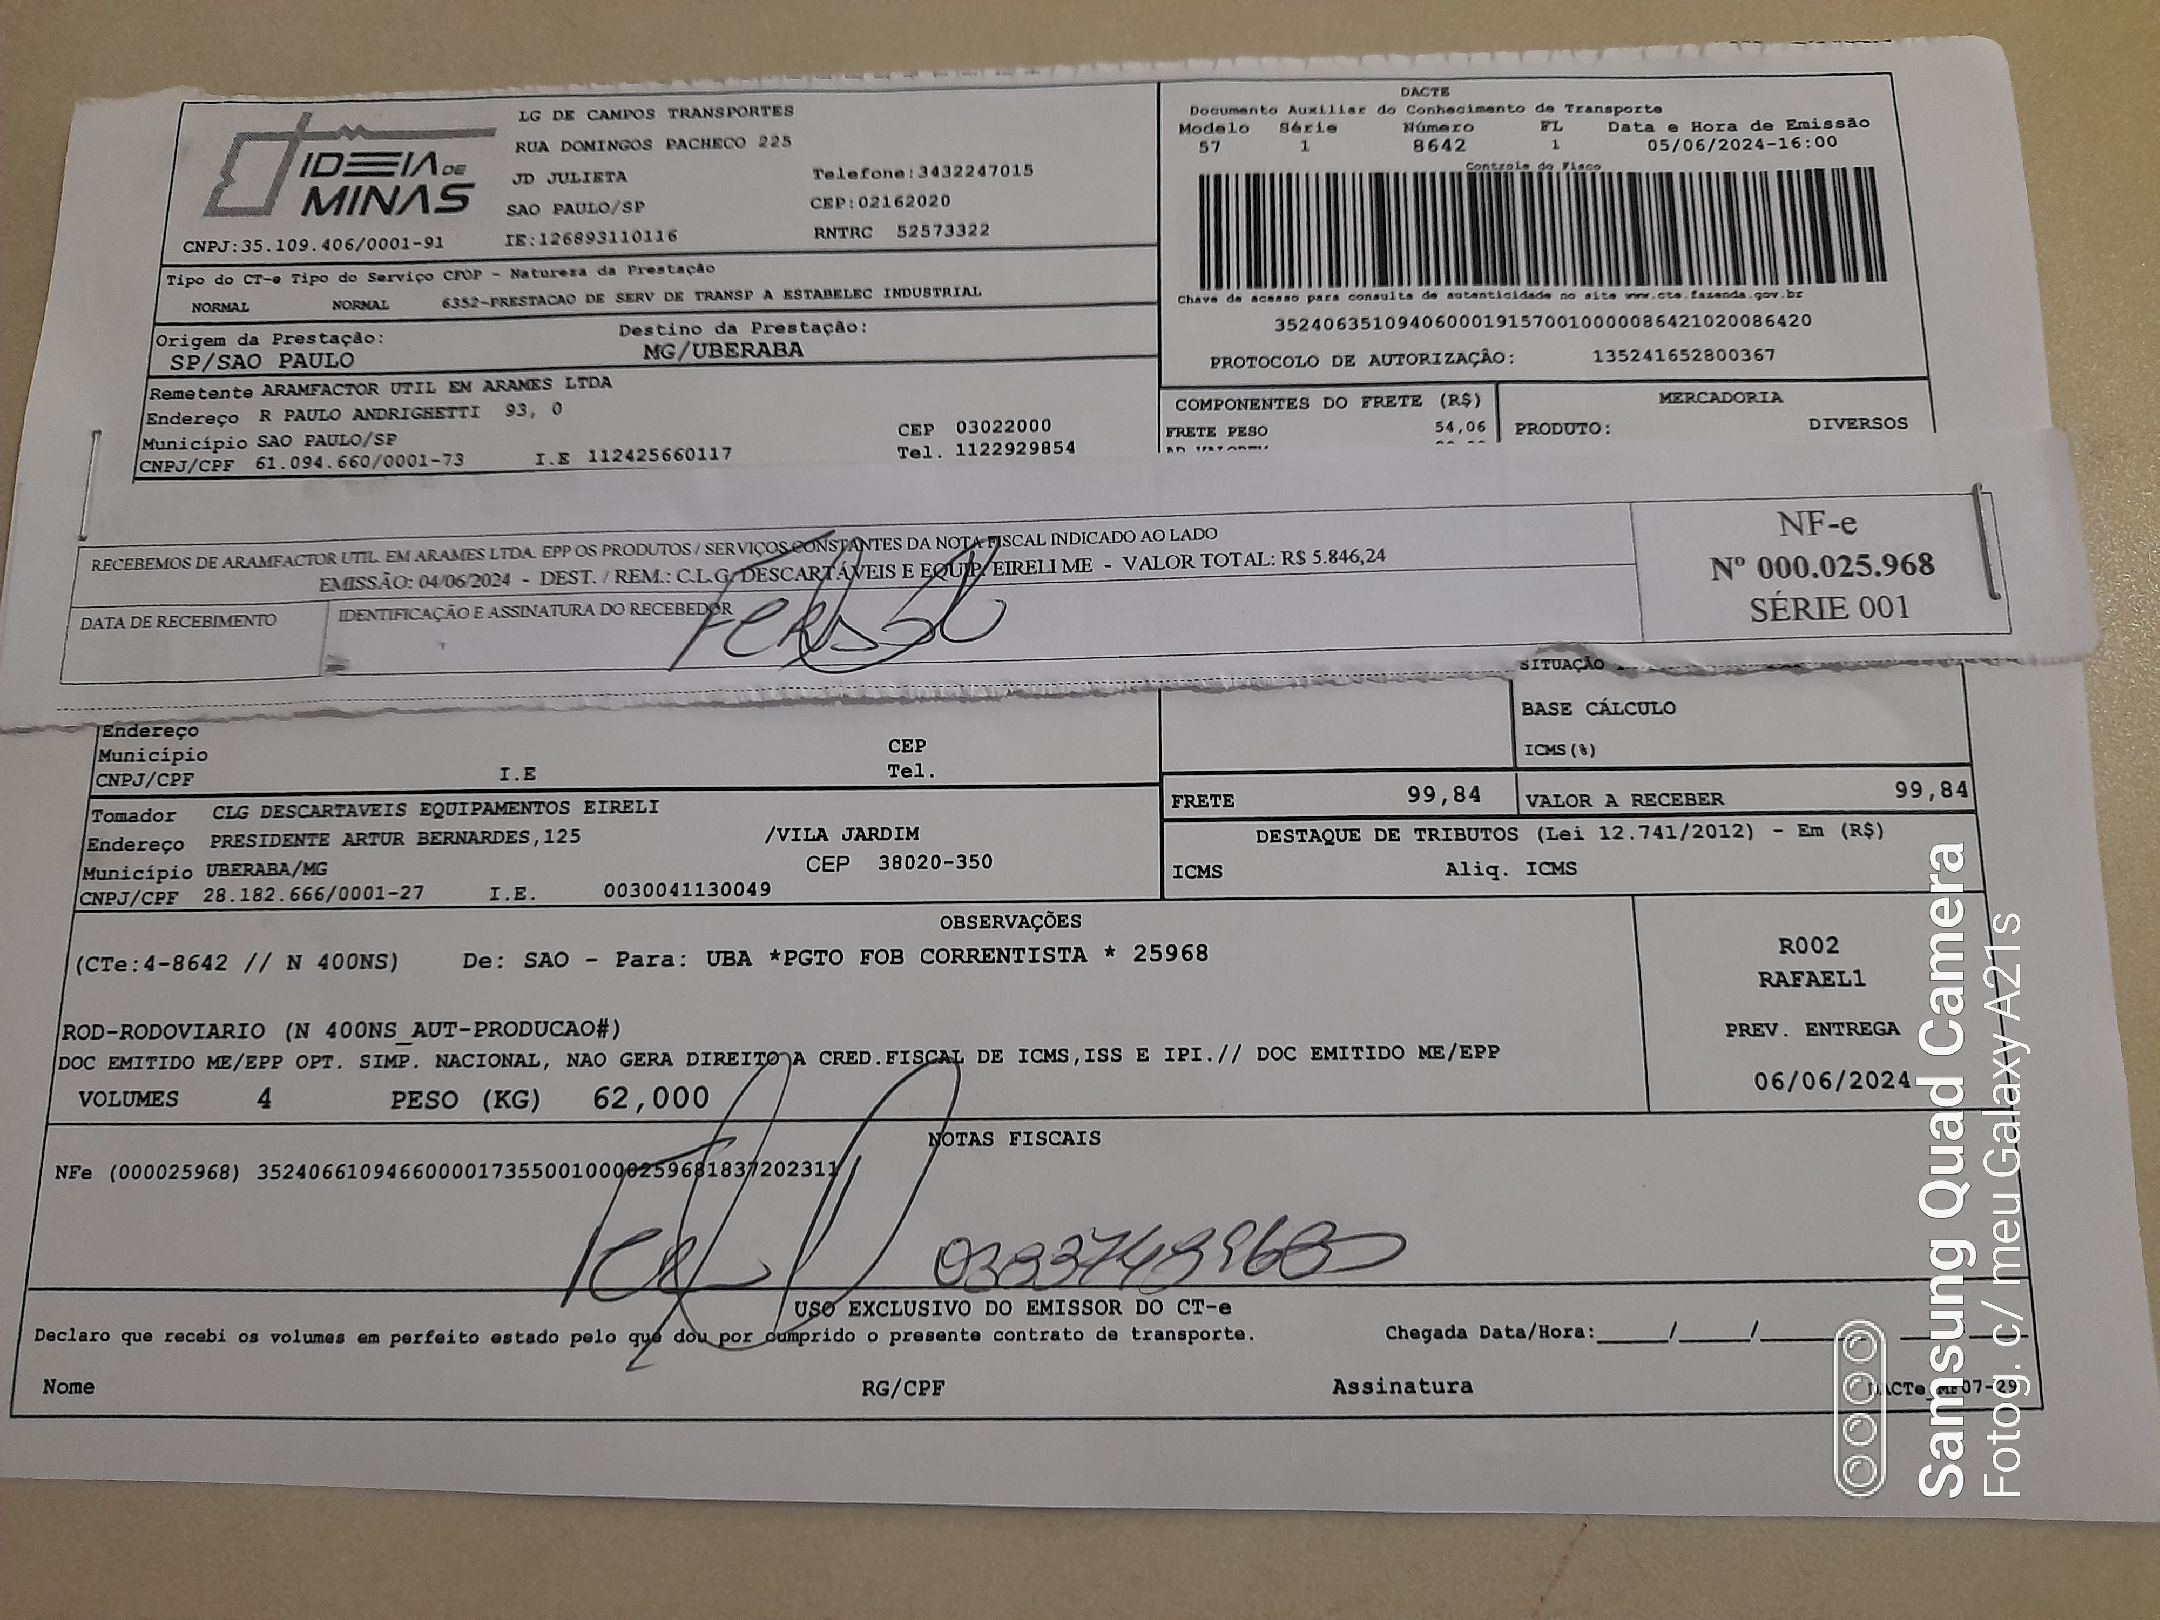 IDEIA DE MINAS
CNPJ:35.109.406/0001-91
LG DE CAMPOS TRANSPORTES
RUA DOMINGOS PACHECO 225
JD JULIETA Telefone:3432247015
SAO PAULO/SP CEP:02162020
IE:126893110116 RNTRC 52573322
DACTE
Documento Auxiliar do Conhecimento de Transporte
Modelo Série Número FL Data e Hora de Emissão
57 1 8642 1 05/06/2024-16:00
Controle do Fisco
Chave de acesso para consulta de autenticidade no site www.cte.fazenda.gov.br
35240635109406000191570010000086421020086420
PROTOCOLO DE AUTORIZAÇÃO: 135241652800367
Tipo do CT-e Tipo do Serviço CFOP - Natureza da Prestação
NORMAL NORMAL 6352-PRESTACAO DE SERV DE TRANSP A ESTABELEC INDUSTRIAL
Origem da Prestação: Destino da Prestação:
SP/SAO PAULO MG/UBERABA
Remetente ARAMFACTOR UTIL EM ARAMES LTDA
Endereço R PAULO ANDRIGHETTI 93, 0
Município SAO PAULO/SP CEP 03022000
CNPJ/CPF 61.094.660/0001-73 I.E 112425660117 Tel. 1122929854
COMPONENTES DO FRETE (R$) MERCADORIA
FRETE PESO 54,06 PRODUTO: DIVERSOS
RECEBEMOS DE ARAMFACTOR UTIL. EM ARAMES LTDA. EPP OS PRODUTOS / SERVIÇOS CONSTANTES DA NOTA FISCAL INDICADO AO LADO
EMISSÃO: 04/06/2024 - DEST. / REM.: C.L.G. DESCARTÁVEIS E EQUIP. EIRELI ME - VALOR TOTAL: R$ 5.846,24
DATA DE RECEBIMENTO IDENTIFICAÇÃO E ASSINATURA DO RECEBEDOR
NF-e
Nº 000.025.968
SÉRIE 001
SITUAÇÃO
BASE CÁLCULO
ICMS(%)
Endereço
Município CEP
CNPJ/CPF I.E Tel.
FRETE 99,84 VALOR A RECEBER 99,84
Tomador CLG DESCARTAVEIS EQUIPAMENTOS EIRELI
Endereço PRESIDENTE ARTUR BERNARDES,125 /VILA JARDIM
Município UBERABA/MG CEP 38020-350
CNPJ/CPF 28.182.666/0001-27 I.E. 0030041130049
DESTAQUE DE TRIBUTOS (Lei 12.741/2012) - Em (R$)
ICMS Aliq. ICMS
OBSERVAÇÕES
(CTe:4-8642 // N 400NS) De: SAO - Para: UBA *PGTO FOB CORRENTISTA * 25968
ROD-RODOVIARIO (N 400NS_AUT-PRODUCAO#)
DOC EMITIDO ME/EPP OPT. SIMP. NACIONAL, NAO GERA DIREITO A CRED.FISCAL DE ICMS,ISS E IPI.// DOC EMITIDO ME/EPP
VOLUMES 4 PESO (KG) 62,000
R002
RAFAEL1
PREV. ENTREGA
06/06/2024
NOTAS FISCAIS
NFe (000025968) 35240661094660000173550010000259681837202311
USO EXCLUSIVO DO EMISSOR DO CT-e
Declaro que recebi os volumes em perfeito estado pelo que dou por cumprido o presente contrato de transporte. Chegada Data/Hora:_____/_____/_____
Nome RG/CPF Assinatura
Samsung Quad Camera
Fotog. c/ meu Galaxy A21s